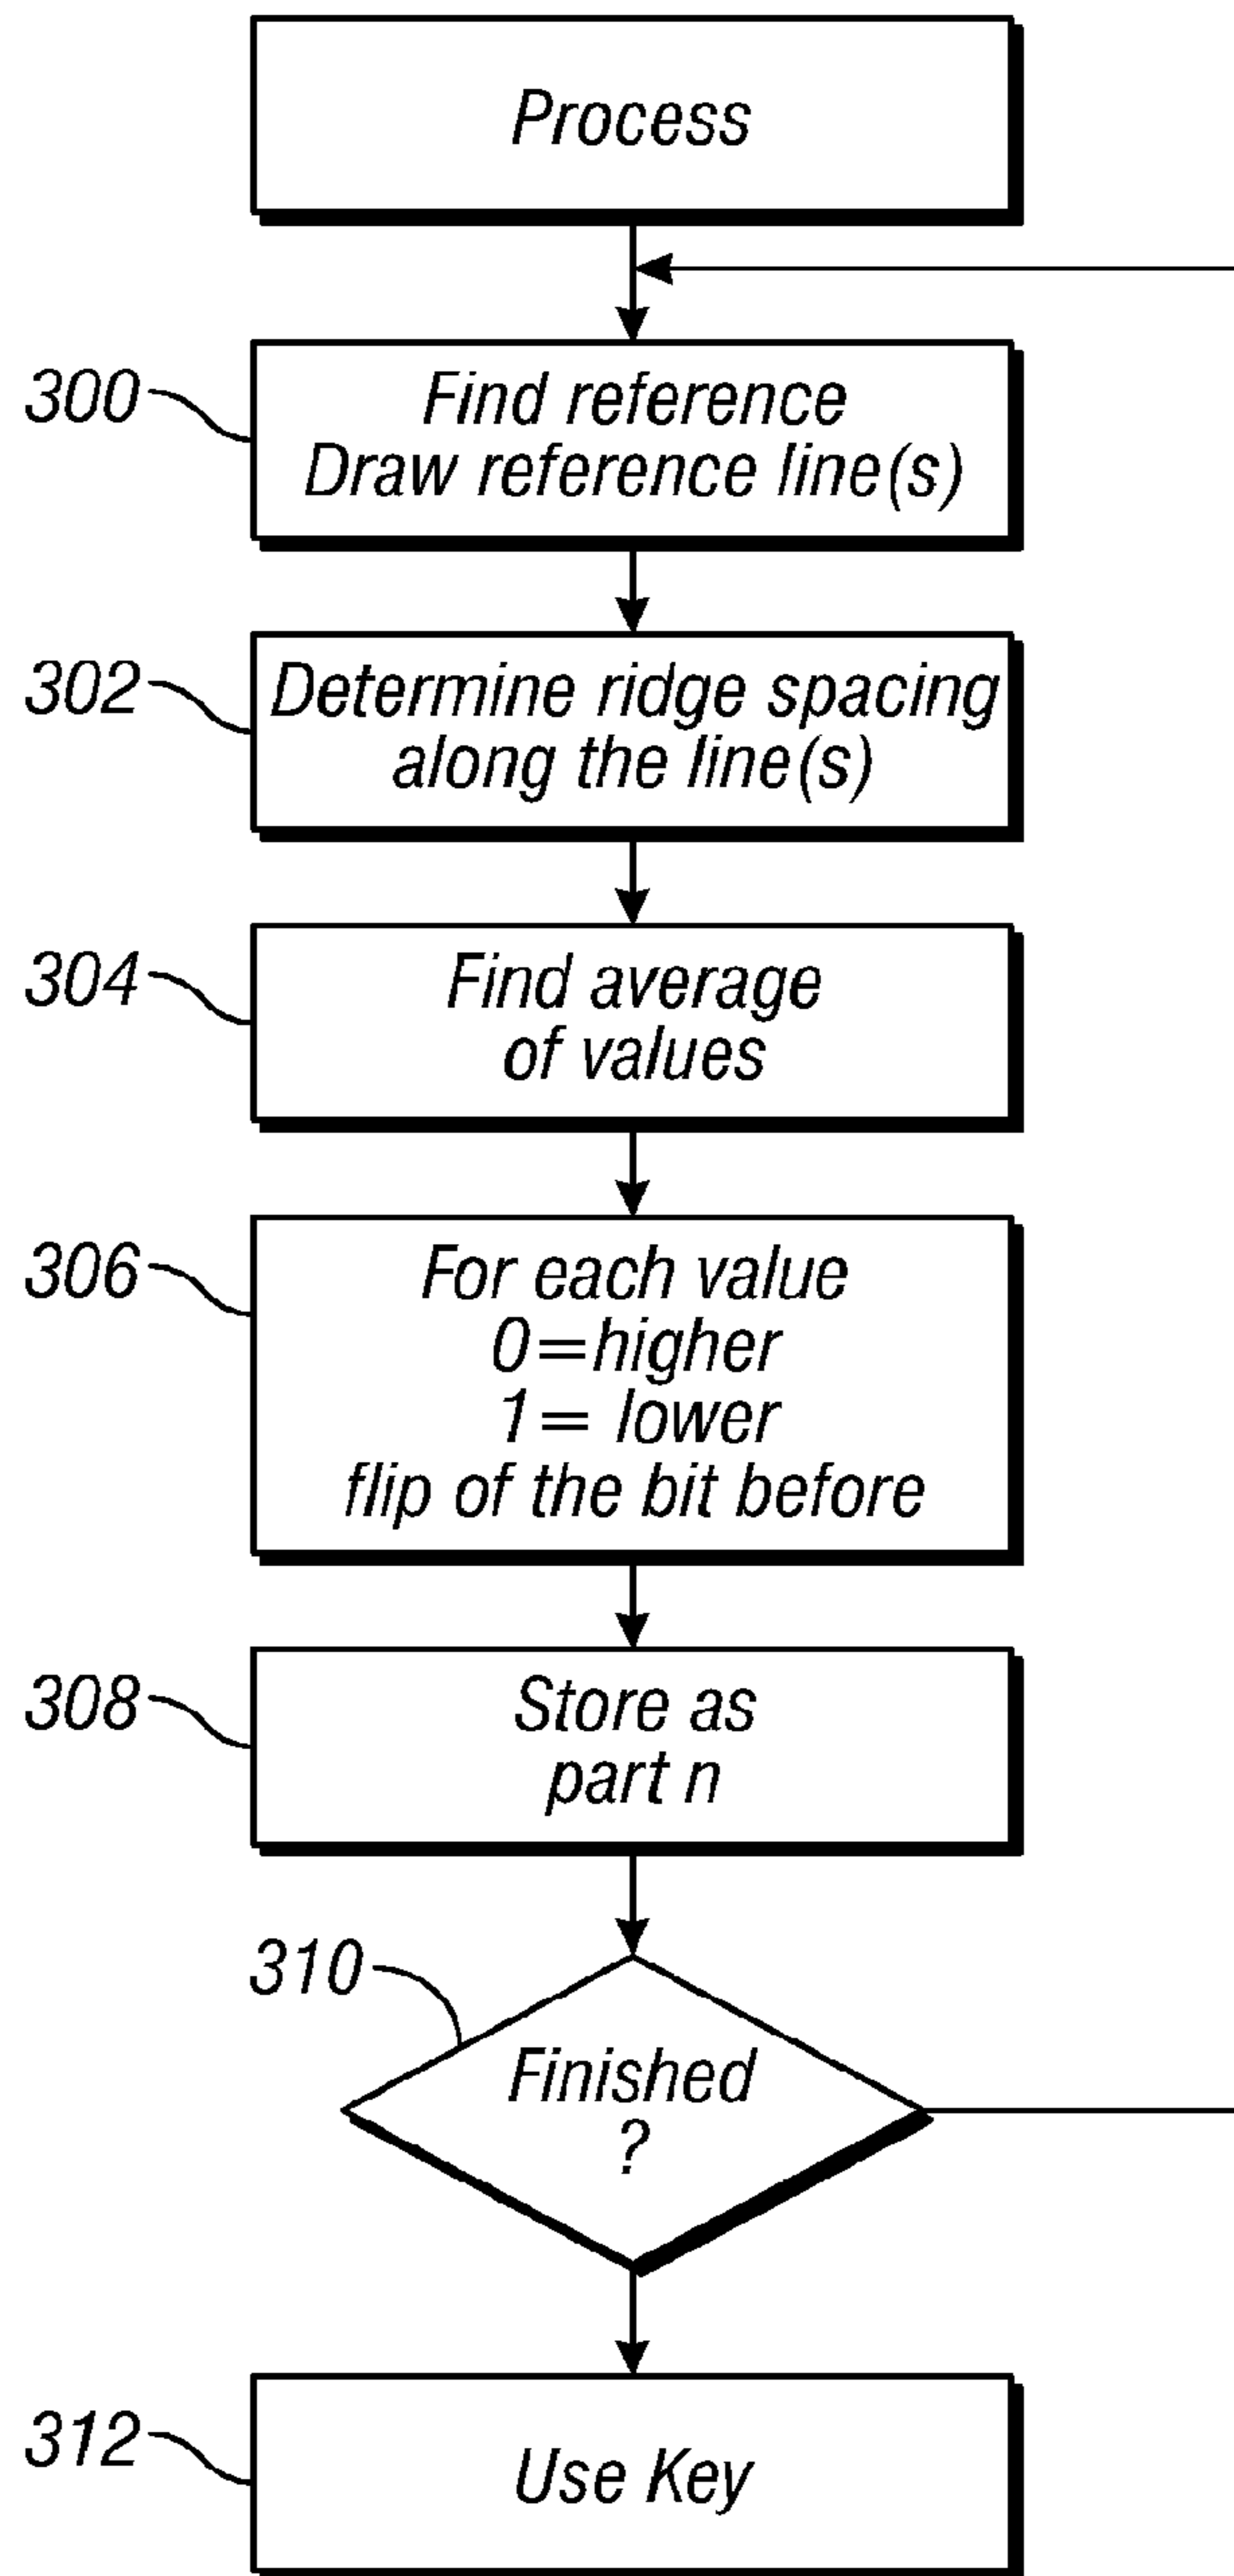 Process
300
Find reference
Draw reference line(s)
302
Determine ridge spacing
along the line(s)
304
Find average
of values
306
For each value
0=higher
1= lower
flip of the bit before
308
Store as
part n
310
Finished
?
312
Use Key